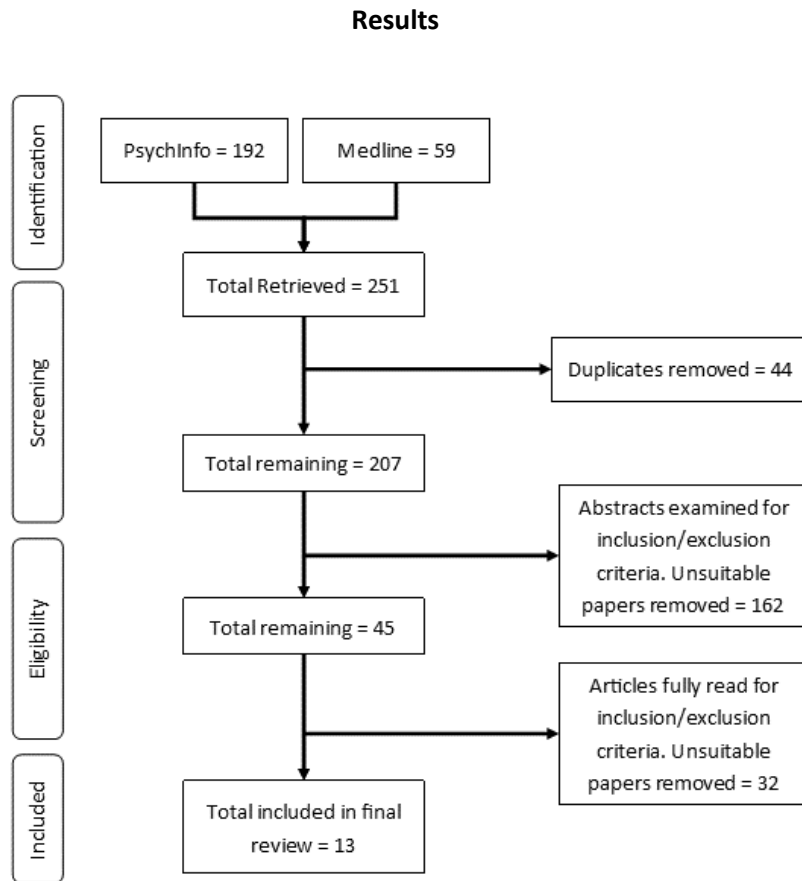 Results
Identification
PsychInfo = 192
Medline = 59
Total Retrieved = 251
Screening
Duplicates removed = 44
Total remaining = 207
Abstracts examined for
inclusion/exclusion
criteria. Unsuitable
papers removed = 162
Eligibility
Total remaining = 45
Articles fully read for
inclusion/exclusion
criteria. Unsuitable
papers removed = 32
Included
Total included in final
review = 13